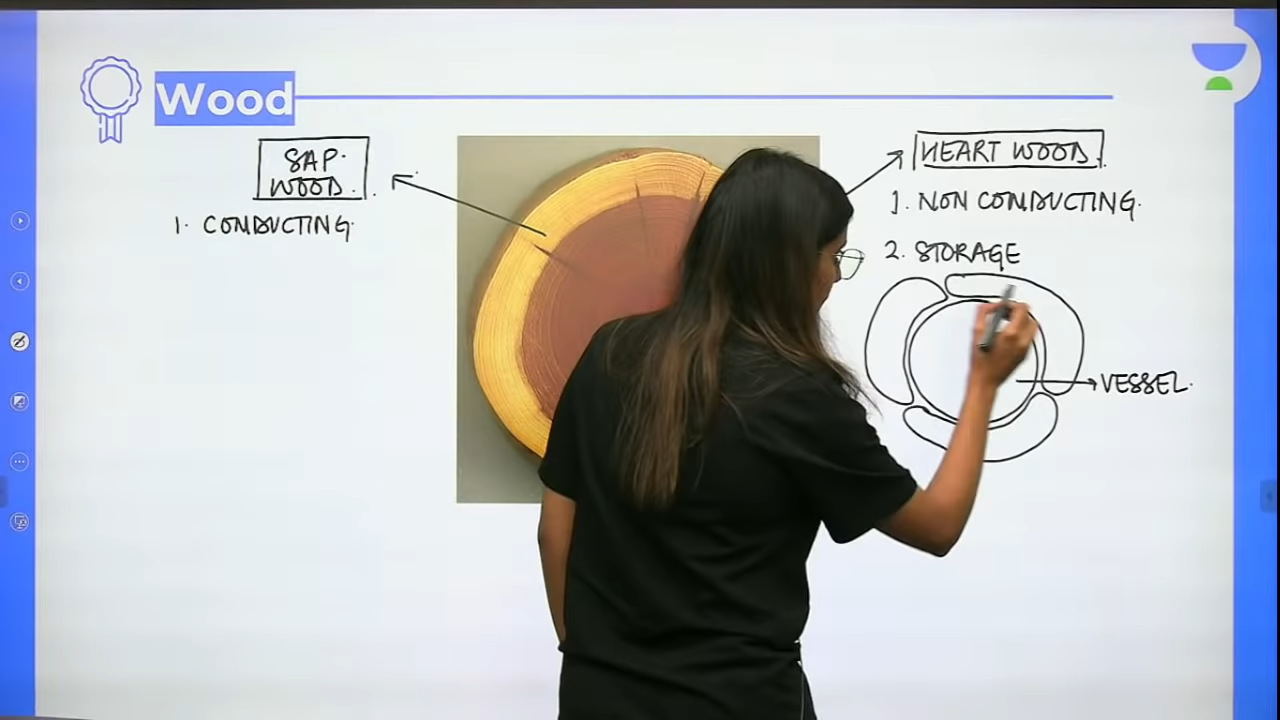 Wood
SAP.
WOOD.
1. CONDUCTING.
HEART WOOD.
1. NON CONDUCTING.
2. STORAGE
VESSEL.